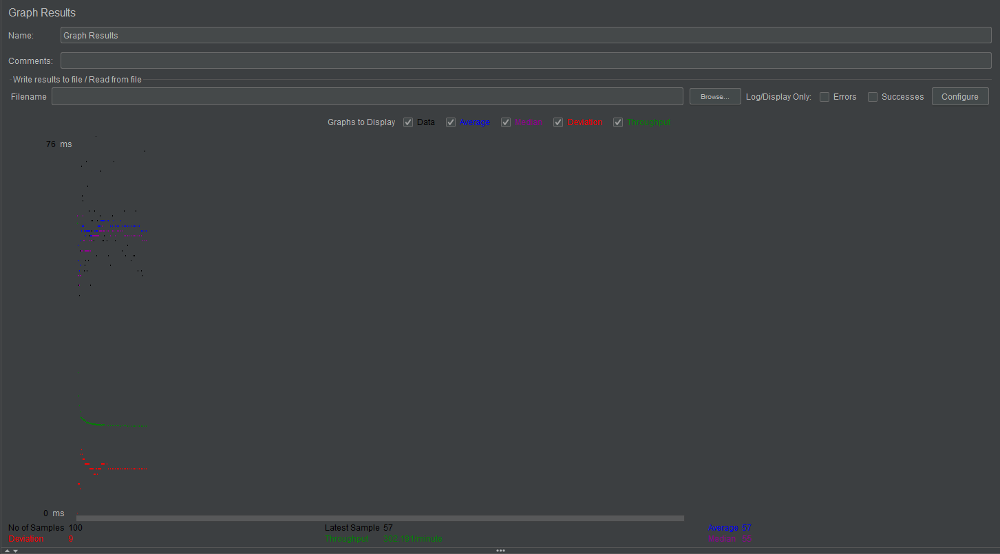 Graph Results
Name: Graph Results
Comments:
Write results to file / Read from file
Filename Browse... Log/Display Only: Errors Successes Configure
Graphs to Display Data Average Median Deviation Throughput
76 ms
0 ms
No of Samples 100 Latest Sample 57 Average 57
Deviation 9 Throughput 302.191/minute Median